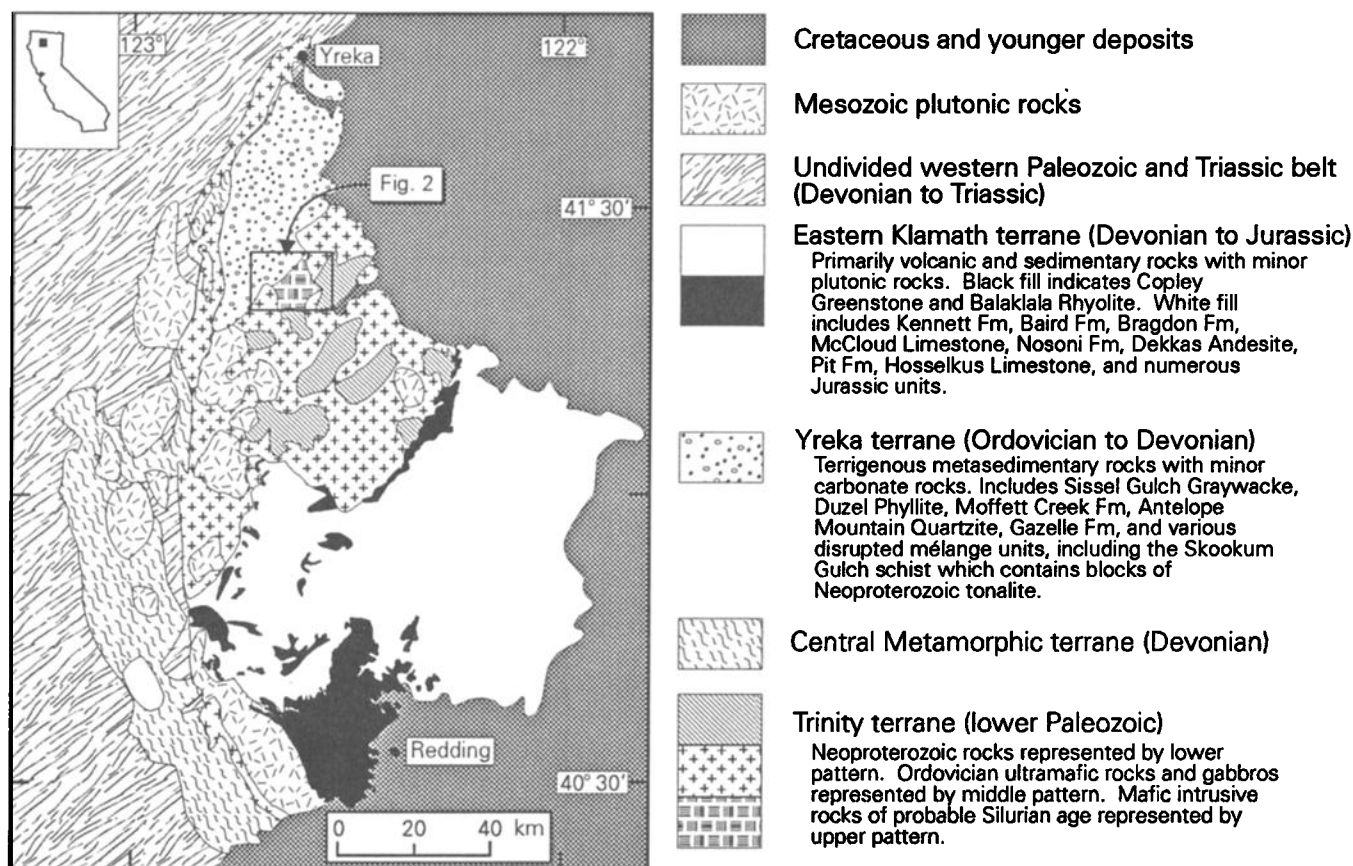 123°
122°
Yreka
Fig. 2
41° 30'
Redding
40° 30'
0 20 40 km
Cretaceous and younger deposits
Mesozoic plutonic rocks
Undivided western Paleozoic and Triassic belt
(Devonian to Triassic)
Eastern Klamath terrane (Devonian to Jurassic)
Primarily volcanic and sedimentary rocks with minor
plutonic rocks. Black fill indicates Copley
Greenstone and Balaklala Rhyolite. White fill
includes Kennett Fm, Baird Fm, Bragdon Fm,
McCloud Limestone, Nosoni Fm, Dekkas Andesite,
Pit Fm, Hosselkus Limestone, and numerous
Jurassic units.
Yreka terrane (Ordovician to Devonian)
Terrigenous metasedimentary rocks with minor
carbonate rocks. Includes Sissel Gulch Graywacke,
Duzel Phyllite, Moffett Creek Fm, Antelope
Mountain Quartzite, Gazelle Fm, and various
disrupted mélange units, including the Skookum
Gulch schist which contains blocks of
Neoproterozoic tonalite.
Central Metamorphic terrane (Devonian)
Trinity terrane (lower Paleozoic)
Neoproterozoic rocks represented by lower
pattern. Ordovician ultramafic rocks and gabbros
represented by middle pattern. Mafic intrusive
rocks of probable Silurian age represented by
upper pattern.